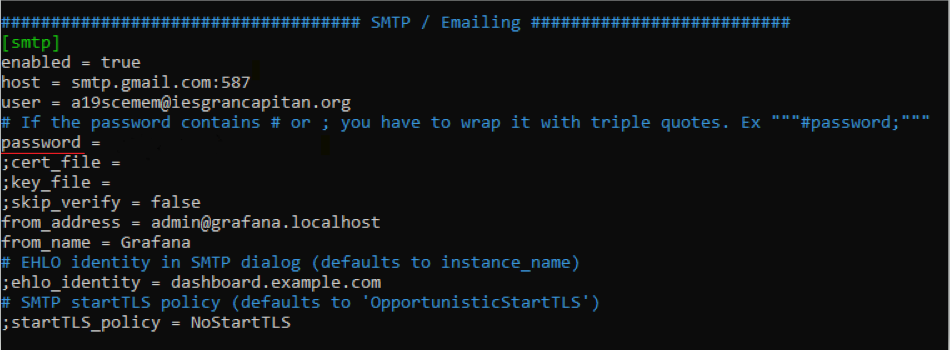 #################################### SMTP / Emailing ##########################
[smtp]
enabled = true
host = smtp.gmail.com:587
user = a19scemem@iesgrancapitan.org
# If the password contains # or ; you have to wrap it with triple quotes. Ex """#password;"""
password =
;cert_file =
;key_file =
;skip_verify = false
from_address = admin@grafana.localhost
from_name = Grafana
# EHLO identity in SMTP dialog (defaults to instance_name)
;ehlo_identity = dashboard.example.com
# SMTP startTLS policy (defaults to 'OpportunisticStartTLS')
;startTLS_policy = NoStartTLS